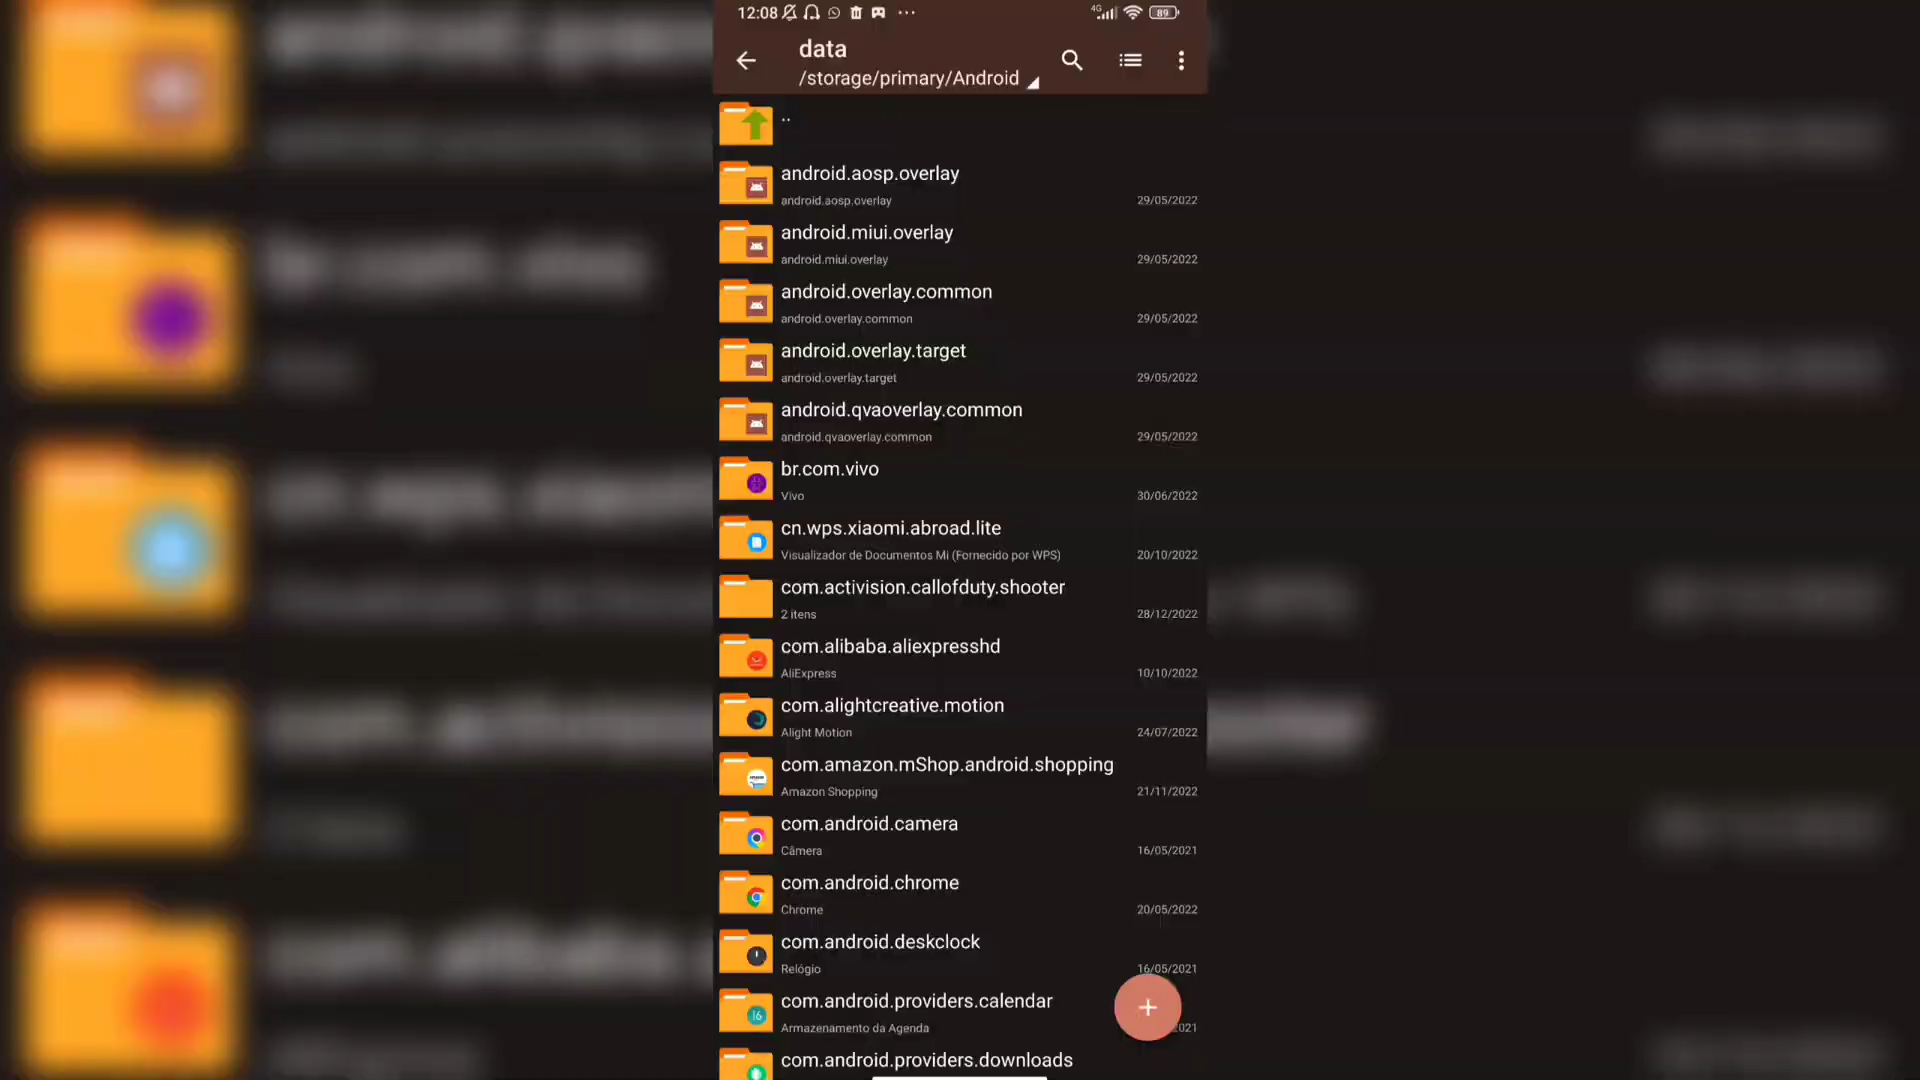 12:08
4G
89
data
/storage/primary/Android
..
android.aosp.overlay
android.aosp.overlay
29/05/2022
android.miui.overlay
android.miui.overlay
29/05/2022
android.overlay.common
android.overlay.common
29/05/2022
android.overlay.target
android.overlay.target
29/05/2022
android.qvaoverlay.common
android.qvaoverlay.common
29/05/2022
br.com.vivo
Vivo
30/06/2022
cn.wps.xiaomi.abroad.lite
Visualizador de Documentos Mi (Fornecido por WPS)
20/10/2022
com.activision.callofduty.shooter
2 itens
28/12/2022
com.alibaba.aliexpresshd
AliExpress
10/10/2022
com.alightcreative.motion
Alight Motion
24/07/2022
com.amazon.mShop.android.shopping
Amazon Shopping
21/11/2022
com.android.camera
Câmera
16/05/2021
com.android.chrome
Chrome
20/05/2022
com.android.deskclock
Relógio
16/05/2021
com.android.providers.calendar
16
Armazenamento da Agenda
2021
com.android.providers.downloads